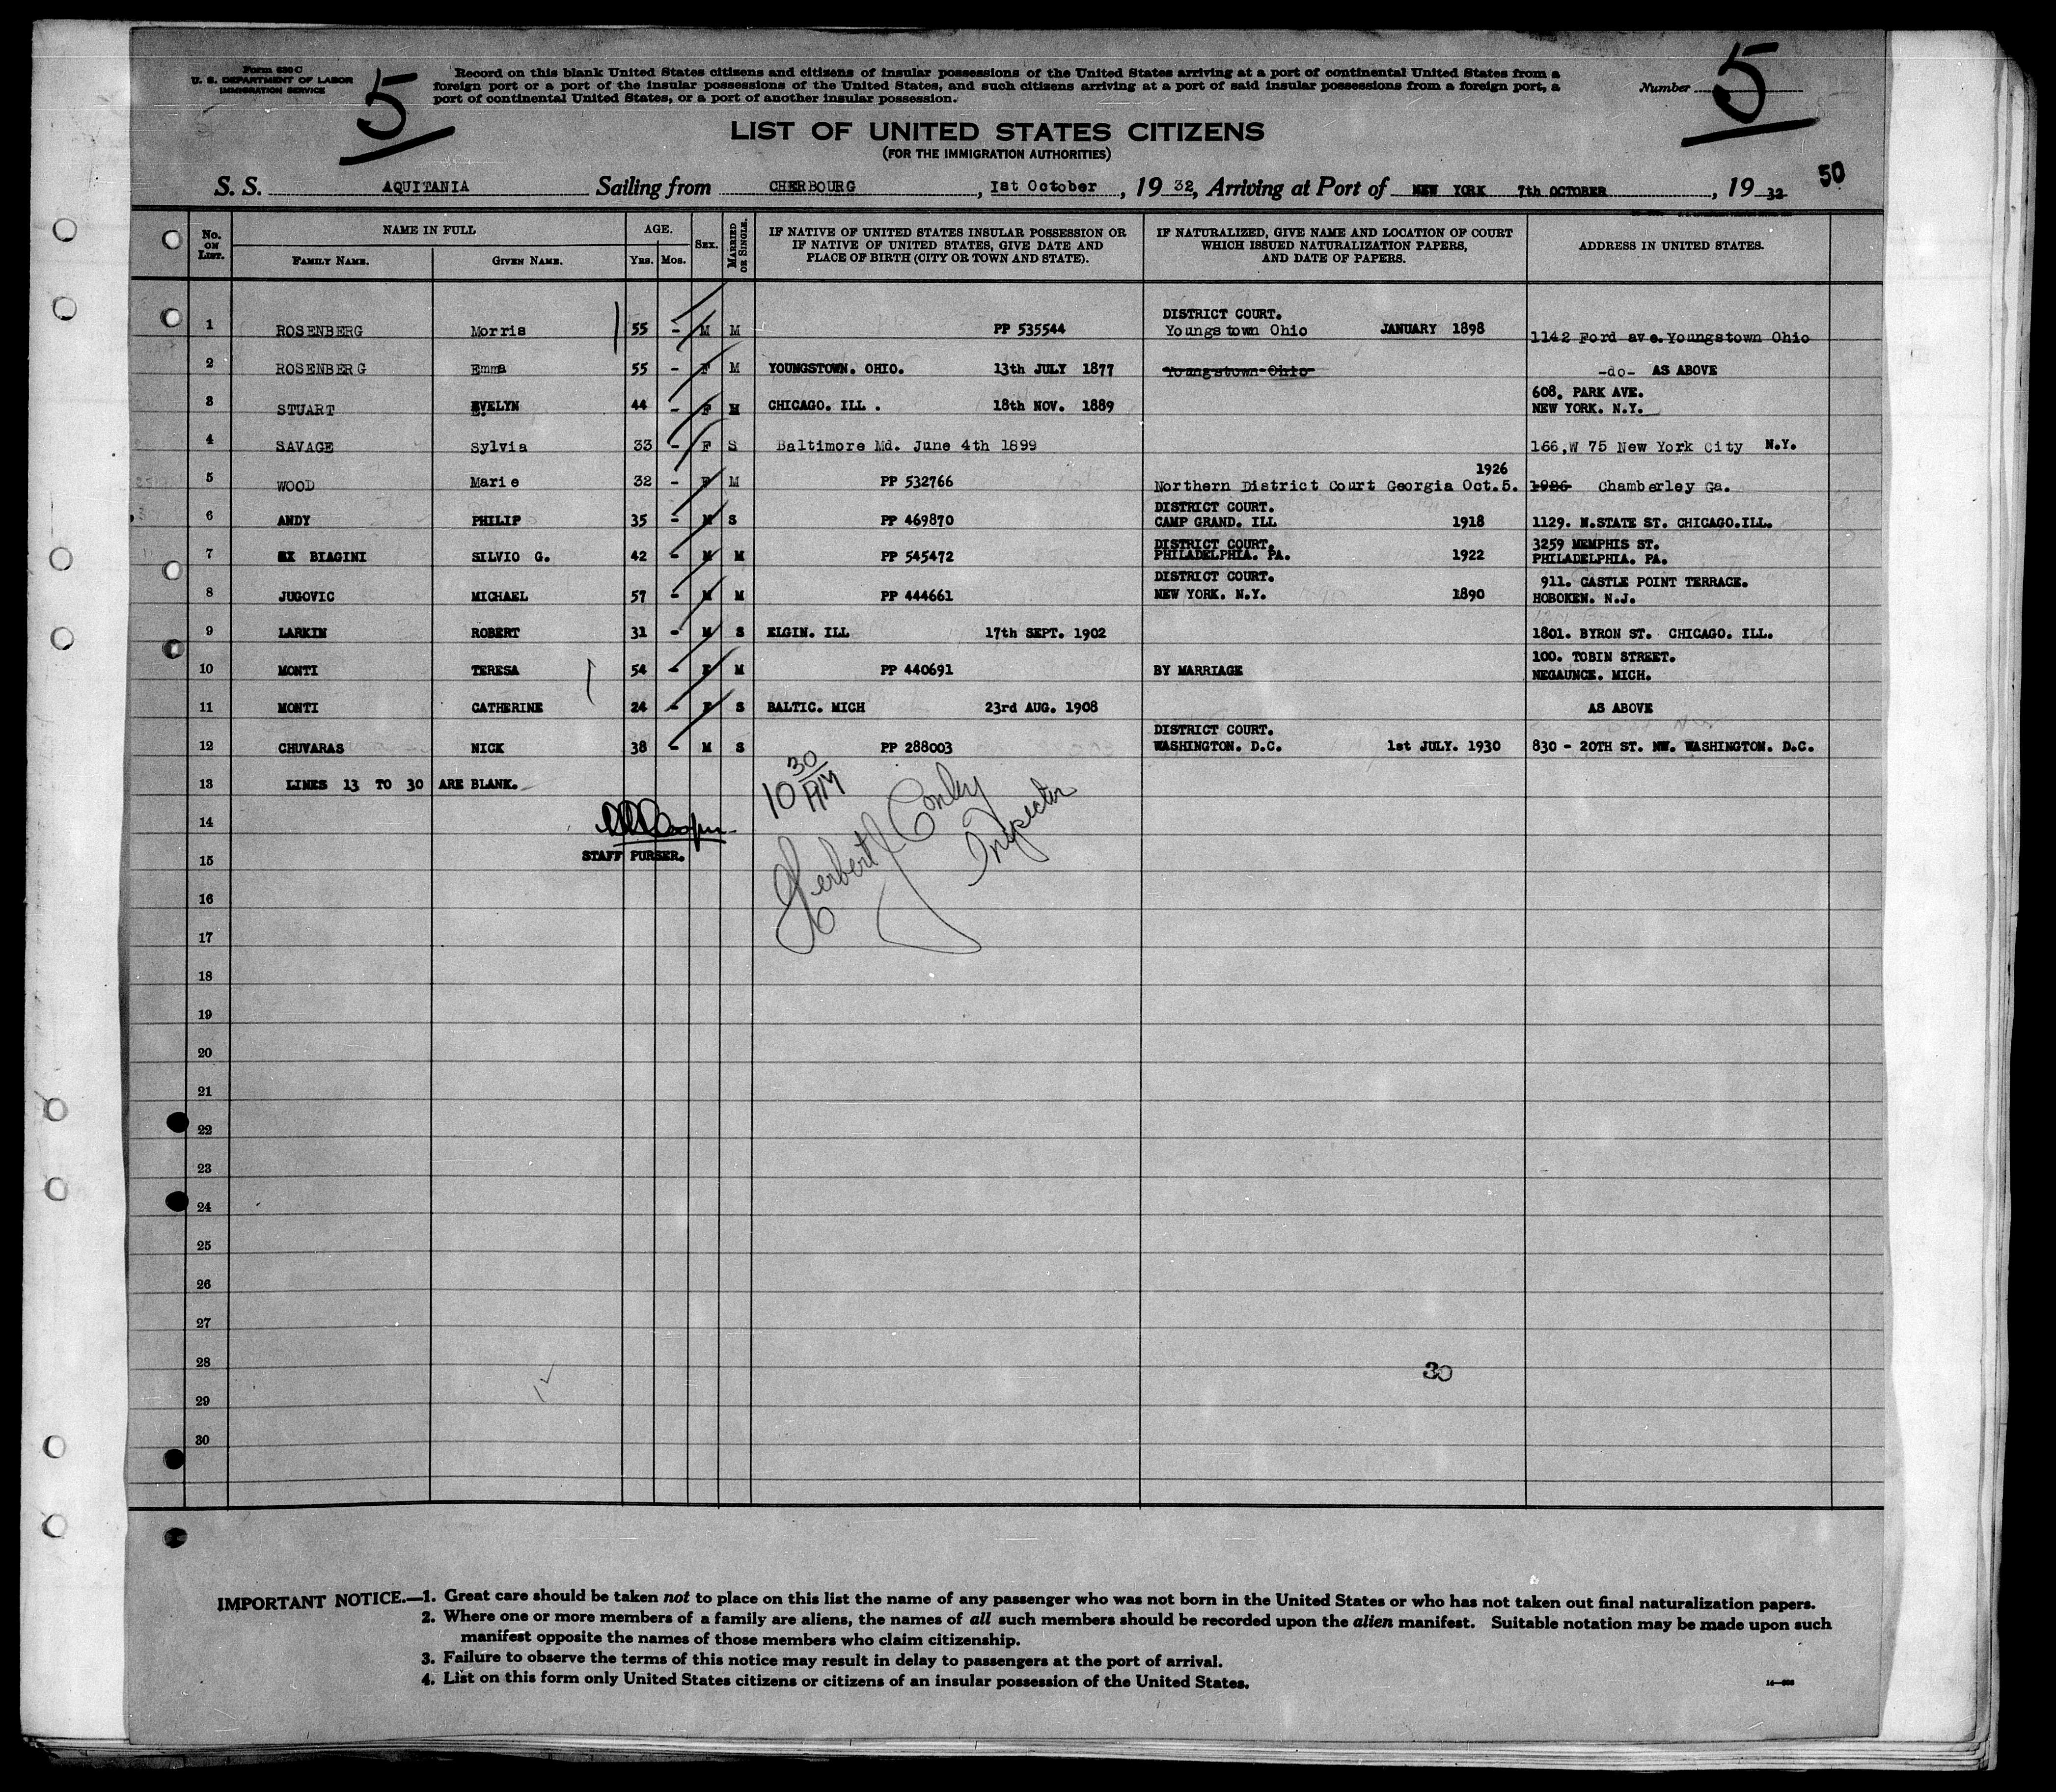 Form 630 C
U. S. DEPARTMENT OF LABOR
IMMIGRATION SERVICE
5
Record on this blank United States citizens and citizens of insular possessions of the United States arriving at a port of continental United States from a
foreign port or a port of the insular possessions of the United States, and such citizens arriving at a port of said insular possessions from a foreign port, a
port of continental United States, or a port of another insular possession.
Number 5
LIST OF UNITED STATES CITIZENS
(FOR THE IMMIGRATION AUTHORITIES)
50
S. S. AQUITANIA Sailing from CHERBOURG, 1st October, 19 32, Arriving at Port of NEW YORK 7th OCTOBER, 19 32
No. ON LIST. NAME IN FULL AGE. SEX. MARRIED OR SINGLE. IF NATIVE OF UNITED STATES INSULAR POSSESSION OR IF NATIVE OF UNITED STATES, GIVE DATE AND PLACE OF BIRTH (CITY OR TOWN AND STATE). IF NATURALIZED, GIVE NAME AND LOCATION OF COURT WHICH ISSUED NATURALIZATION PAPERS, AND DATE OF PAPERS. ADDRESS IN UNITED STATES.
FAMILY NAME. GIVEN NAME. YRS. MOS.
1 ROSENBERG Morris 55 - M M PP 535544 DISTRICT COURT. Youngstown Ohio JANUARY 1898 1142 Ford ave.Youngstown Ohio
2 ROSENBERG Emma 55 - F M YOUNGSTOWN. OHIO. 13th JULY 1877 Youngstown Ohio -do- AS ABOVE
3 STUART EVELYN 44 - F M CHICAGO. ILL . 18th NOV. 1889 608. PARK AVE. NEW YORK. N.Y.
4 SAVAGE Sylvia 33 - F S Baltimore Md. June 4th 1899 166,W 75 New York City N.Y.
5 WOOD Marie 32 - F M PP 532766 Northern District Court Georgia Oct.5. 1926 1926 Chamberley Ga.
6 ANDY PHILIP 35 - M S PP 469870 DISTRICT COURT. CAMP GRAND. ILL 1918 1129. N.STATE ST. CHICAGO.ILL.
7 BIAGINI SILVIO G. 42 - M M PP 545472 DISTRICT COURT. PHILADELPHIA. PA. 1922 3259 MEMPHIS ST. PHILADELPHIA. PA.
8 JUGOVIC MICHAEL 57 - M M PP 444661 DISTRICT COURT. NEW YORK. N.Y. 1890 911. CASTLE POINT TERRACE. HOBOKEN. N.J.
9 LARKIN ROBERT 31 - M S ELGIN. ILL 17th SEPT. 1902 1801. BYRON ST. CHICAGO. ILL.
10 MONTI TERESA 54 - F M PP 440691 BY MARRIAGE 100. TOBIN STREET. NEGAUNCE. MICH.
11 MONTI CATHERINE 24 - F S BALTIC. MICH 23rd AUG. 1908 AS ABOVE
12 CHUVARAS NICK 38 - M S PP 288003 DISTRICT COURT. WASHINGTON. D.C. 1st JULY. 1930 830 - 20TH ST. NW. WASHINGTON. D.C.
13 LINES 13 TO 30 ARE BLANK.
10 30 AM
14
STAFF PURSER.
Herbert J Conley Inspector
15
16
17
18
19
20
21
22
23
24
25
26
27
28
30
12
29
30
IMPORTANT NOTICE.—1. Great care should be taken not to place on this list the name of any passenger who was not born in the United States or who has not taken out final naturalization papers.
2. Where one or more members of a family are aliens, the names of all such members should be recorded upon the alien manifest. Suitable notation may be made upon such
manifest opposite the names of those members who claim citizenship.
3. Failure to observe the terms of this notice may result in delay to passengers at the port of arrival.
4. List on this form only United States citizens or citizens of an insular possession of the United States.